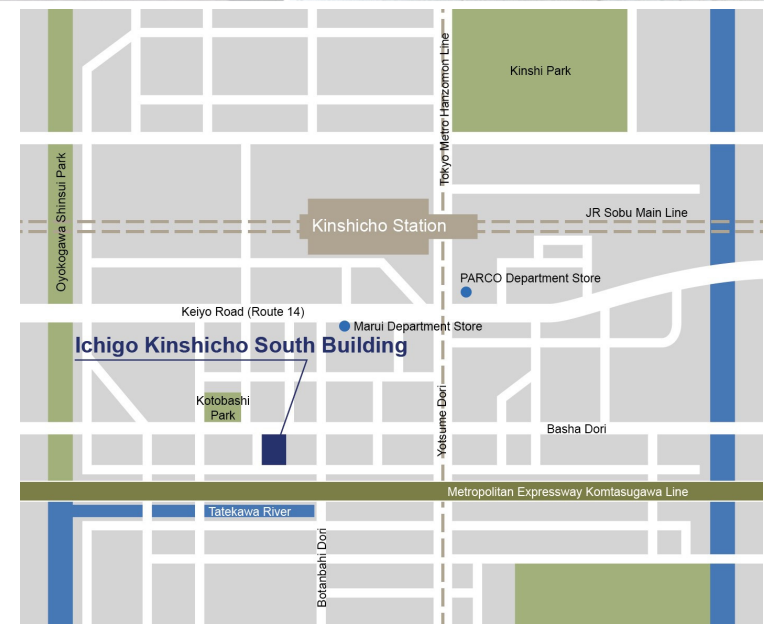 Tokyo Metro Hanzomon Line
Kinshi Park
Oyokogawa Shinsui Park
JR Sobu Main Line
Kinshicho Station
PARCO Department Store
Keiyo Road (Route 14)
Marui Department Store
Ichigo Kinshicho South Building
Kotobashi
Park
Yotsume Dori
Basha Dori
Metropolitan Expressway Komtasugawa Line
Tatekawa River
Botanbahi Dori